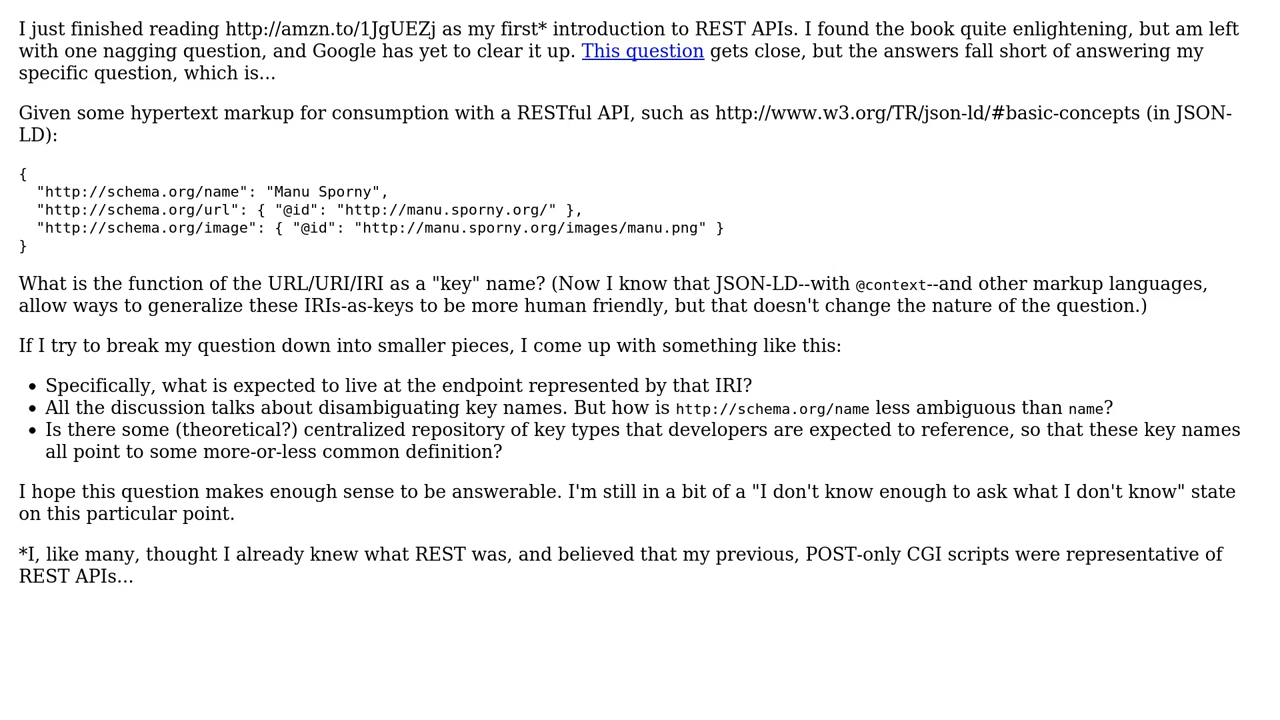 I just finished reading http://amzn.to/1JgUEZj as my first* introduction to REST APIs. I found the book quite enlightening, but am left
with one nagging question, and Google has yet to clear it up. This question gets close, but the answers fall short of answering my
specific question, which is...
Given some hypertext markup for consumption with a RESTful API, such as http://www.w3.org/TR/json-ld/#basic-concepts (in JSON-
LD):
{
  "http://schema.org/name": "Manu Sporny",
  "http://schema.org/url": { "@id": "http://manu.sporny.org/" },
  "http://schema.org/image": { "@id": "http://manu.sporny.org/images/manu.png" }
}
What is the function of the URL/URI/IRI as a "key" name? (Now I know that JSON-LD--with @context--and other markup languages,
allow ways to generalize these IRIs-as-keys to be more human friendly, but that doesn't change the nature of the question.)
If I try to break my question down into smaller pieces, I come up with something like this:
• Specifically, what is expected to live at the endpoint represented by that IRI?
• All the discussion talks about disambiguating key names. But how is http://schema.org/name less ambiguous than name?
• Is there some (theoretical?) centralized repository of key types that developers are expected to reference, so that these key names
all point to some more-or-less common definition?
I hope this question makes enough sense to be answerable. I'm still in a bit of a "I don't know enough to ask what I don't know" state
on this particular point.
*I, like many, thought I already knew what REST was, and believed that my previous, POST-only CGI scripts were representative of
REST APIs...